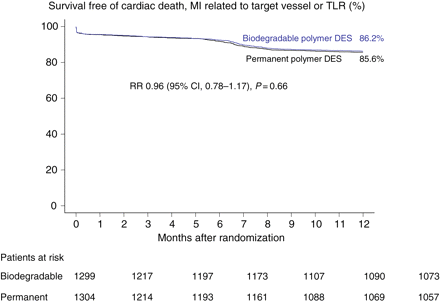 Survival free of cardiac death, MI related to target vessel or TLR (%)
100
80
60
40
20
0
Biodegradable polymer DES 86.2%
Permanent polymer DES 85.6%
RR 0.96 (95% CI, 0.78–1.17), P = 0.66
0 1 2 3 4 5 6 7 8 9 10 11 12
Months after randomization
Patients at risk
Biodegradable 1299 1217 1197 1173 1107 1090 1073
Permanent 1304 1214 1193 1161 1088 1069 1057